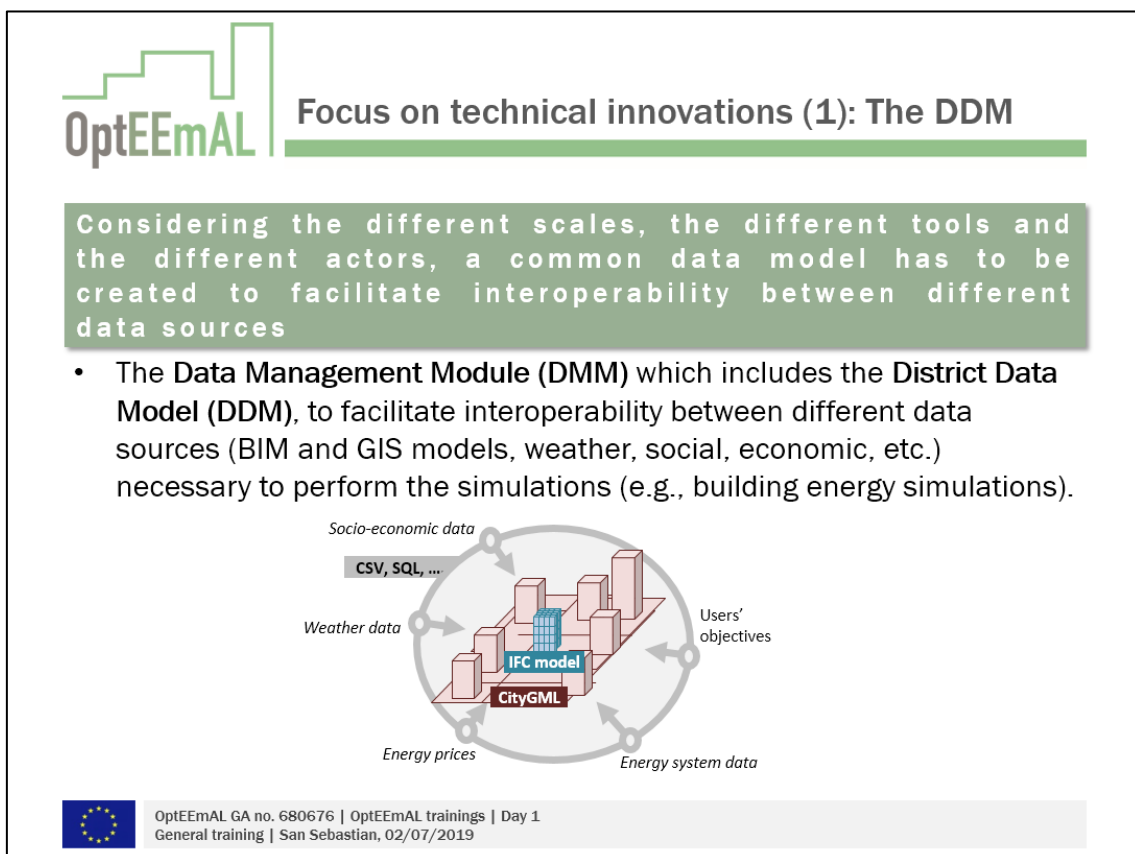 OptEEmAL
Focus on technical innovations (1): The DDM
Considering the different scales, the different tools and
the different actors, a common data model has to be
created to facilitate interoperability between different
data sources
• The Data Management Module (DMM) which includes the District Data
Model (DDM), to facilitate interoperability between different data
sources (BIM and GIS models, weather, social, economic, etc.)
necessary to perform the simulations (e.g., building energy simulations).
Socio-economic data
CSV, SQL, ...
Weather data
Users'
objectives
IFC model
CityGML
Energy prices
Energy system data
OptEEmAL GA no. 680676 | OptEEmAL trainings | Day 1
General training | San Sebastian, 02/07/2019